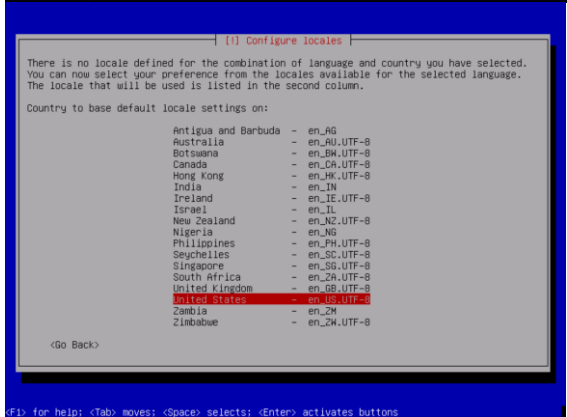 [!] Configure locales
There is no locale defined for the combination of language and country you have selected.
You can now select your preference from the locales available for the selected language.
The locale that will be used is listed in the second column.
Country to base default locale settings on:
Antigua and Barbuda - en_AG
Australia - en_AU.UTF-8
Botswana - en_BW.UTF-8
Canada - en_CA.UTF-8
Hong Kong - en_HK.UTF-8
India - en_IN
Ireland - en_IE.UTF-8
Israel - en_IL
New Zealand - en_NZ.UTF-8
Nigeria - en_NG
Philippines - en_PH.UTF-8
Seychelles - en_SC.UTF-8
Singapore - en_SG.UTF-8
South Africa - en_ZA.UTF-8
United Kingdom - en_GB.UTF-8
United States - en_US.UTF-8
Zambia - en_ZM
Zimbabwe - en_ZW.UTF-8
<Go Back>
<F1> for help; <Tab> moves; <Space> selects; <Enter> activates buttons